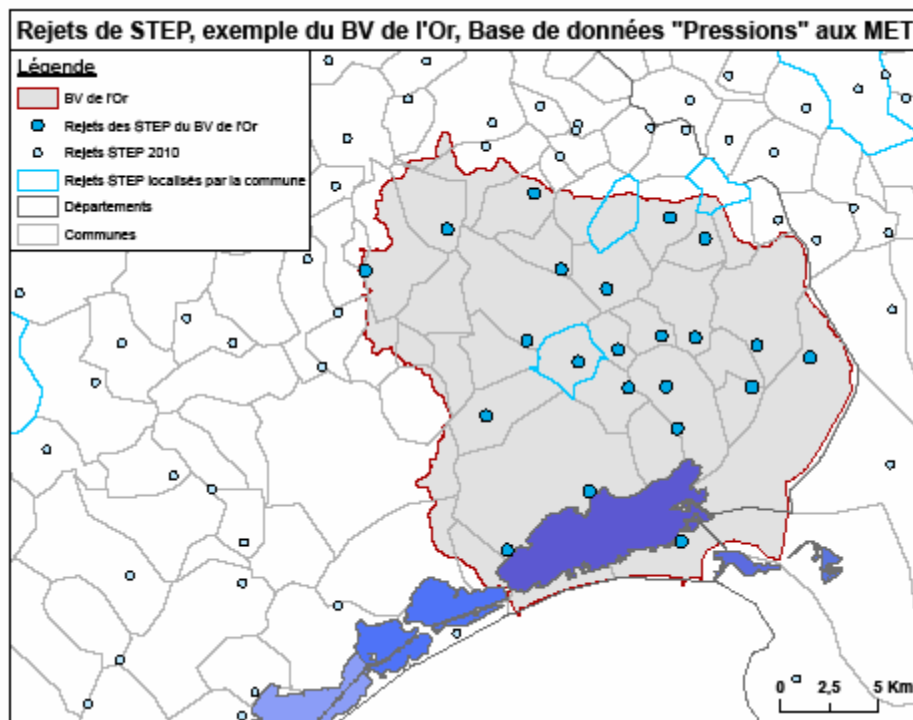 Rejets de STEP, exemple du BV de l'Or, Base de données "Pressions" aux MET
Légende
BV de l'Or
Rejets des STEP du BV de l'Or
Rejets STEP 2010
Rejets STEP localisés par la commune
Départements
Communes
0 2,5 5 Km